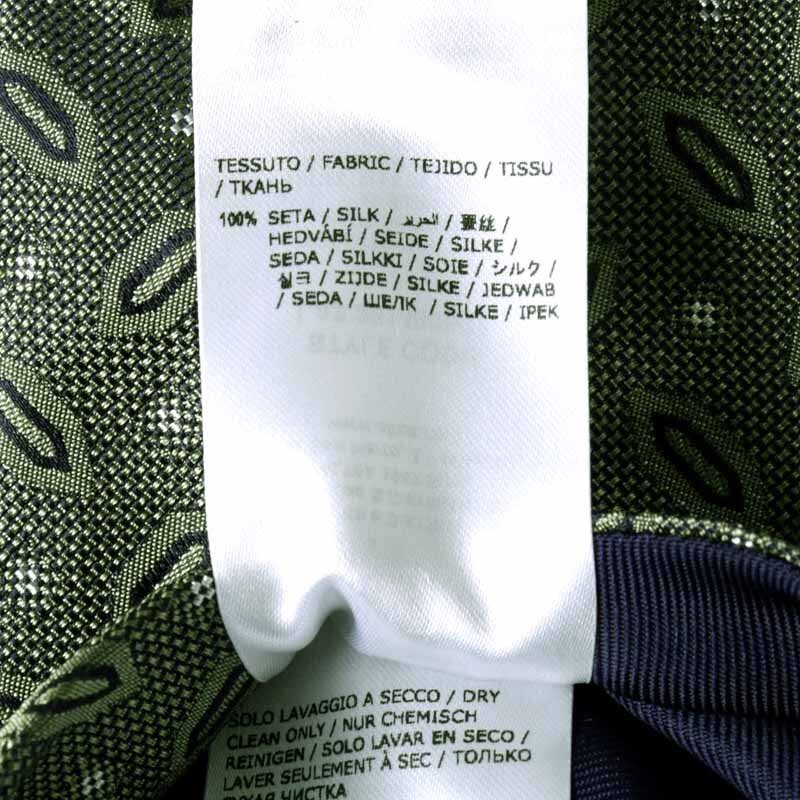 TESSUTO / FABRIC / TEJIDO / TISSU
/ ТКАНЬ
100% SETA / SILK / الحرير / 蚕丝 /
HEDVÁBÍ / SEIDE / SILKE /
SEDA / SILKKI / SOIE / シルク /
실크 / ZIJDE / SILKE / JEDWAB
/ SEDA / ШЕЛК / SILKE / IPEK
SOLO LAVAGGIO A SECCO / DRY
CLEAN ONLY / NUR CHEMISCH
REINIGEN / SOLO LAVAR EN SECO /
LAVER SEULEMENT À SEC / ТОЛЬКО
СУХАЯ ЧИСТКА